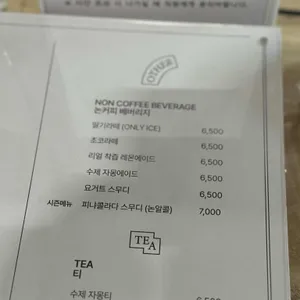 OTHER
NON COFFEE BEVERAGE
논커피 베버리지
딸기라떼 (ONLY ICE) 6,500
초코라떼 6,500
리얼 착즙 레몬에이드 6,500
수제 자몽에이드 6,500
요거트 스무디 6,500
시즌메뉴 피냐콜라다 스무디 (논알콜) 7,000
TEA
TEA
티
수제 자몽티 6,500